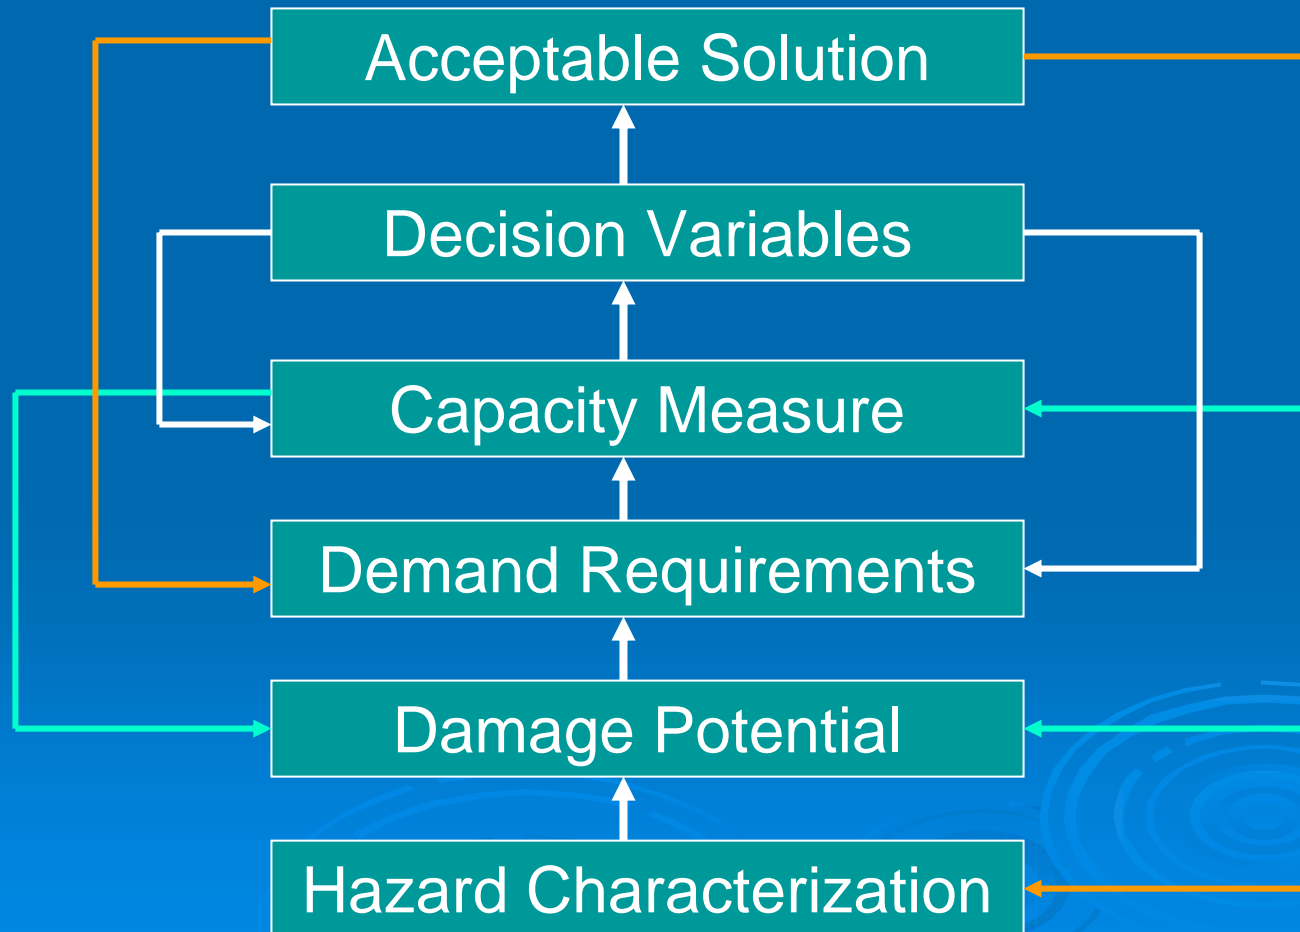 Acceptable Solution
Decision Variables
Capacity Measure
Demand Requirements
Damage Potential
Hazard Characterization